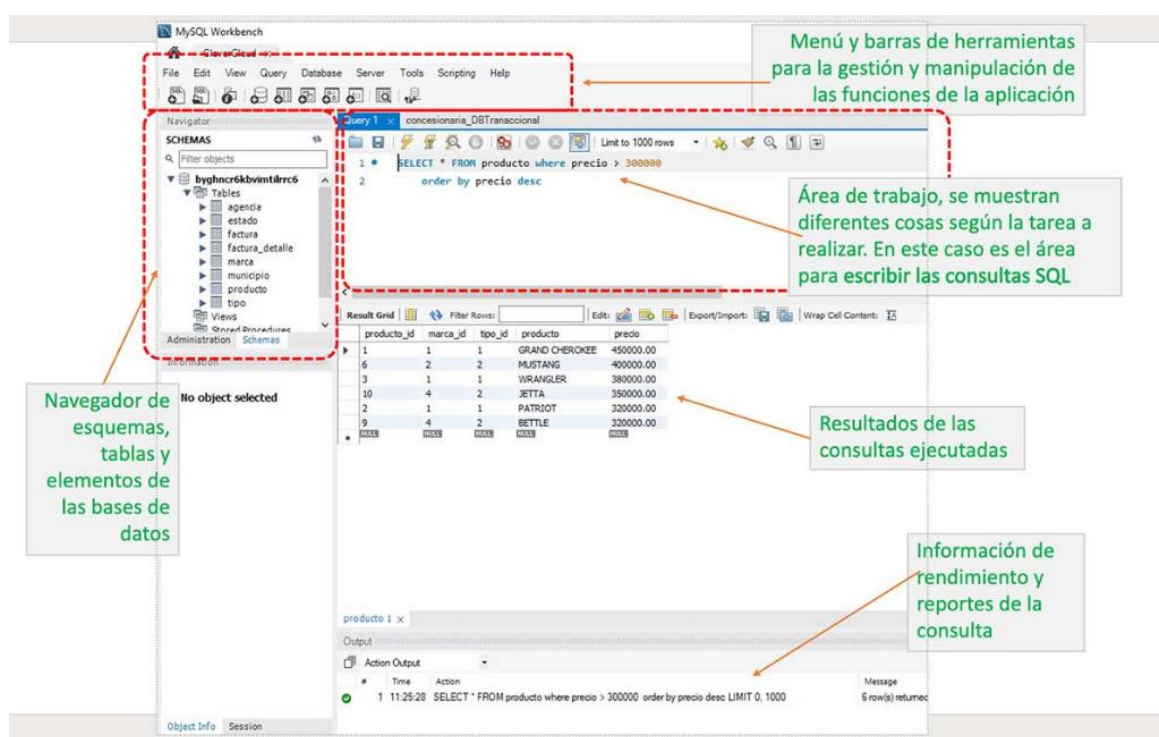 MySQL Workbench
CleverCloud
File Edit View Query Database Server Tools Scripting Help
Menú y barras de herramientas
para la gestión y manipulación de
las funciones de la aplicación
Navigator
SCHEMAS
Filter objects
byghncr6kbvimtilrrc6
Tables
agencia
estado
factura
factura_detalle
marca
municipio
producto
tipo
Views
Stored Procedures
Administration Schemas
Information
No object selected
Navegador de
esquemas,
tablas y
elementos de
las bases de
datos
Object Info Session
Query 1 concesionaria_DBTranaccional
Limit to 1000 rows
1 SELECT * FROM producto where precio > 300000
2 order by precio desc
Área de trabajo, se muestran
diferentes cosas según la tarea a
realizar. En este caso es el área
para escribir las consultas SQL
Result Grid Filter Rows: Edit: Export/Import: Wrap Cell Content:
producto_id marca_id tipo_id producto precio
1 1 1 GRAND CHEROKEE 450000.00
6 2 2 MUSTANG 400000.00
3 1 1 WRANGLER 380000.00
10 4 2 JETTA 350000.00
2 1 1 PATRIOT 320000.00
9 4 2 BETTLE 320000.00
NULL NULL NULL NULL NULL
Resultados de las
consultas ejecutadas
Información de
rendimiento y
reportes de la
consulta
producto 1
Output
Action Output
# Time Action Message
1 11:25:28 SELECT * FROM producto where precio > 300000 order by precio desc LIMIT 0, 1000 6 row(s) returned